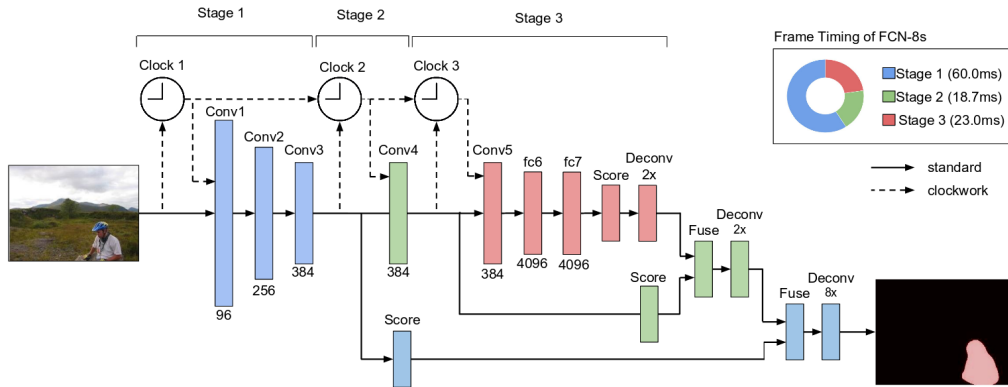 Stage 1
Stage 2
Stage 3
Frame Timing of FCN-8s
Stage 1 (60.0ms)
Stage 2 (18.7ms)
Stage 3 (23.0ms)
Clock 1
Clock 2
Clock 3
standard
clockwork
Conv1
Conv2
Conv3
Conv4
Conv5
fc6
fc7
Score
Deconv
2x
96
256
384
384
384
4096
4096
Fuse
Deconv
2x
Score
Score
Fuse
Deconv
8x